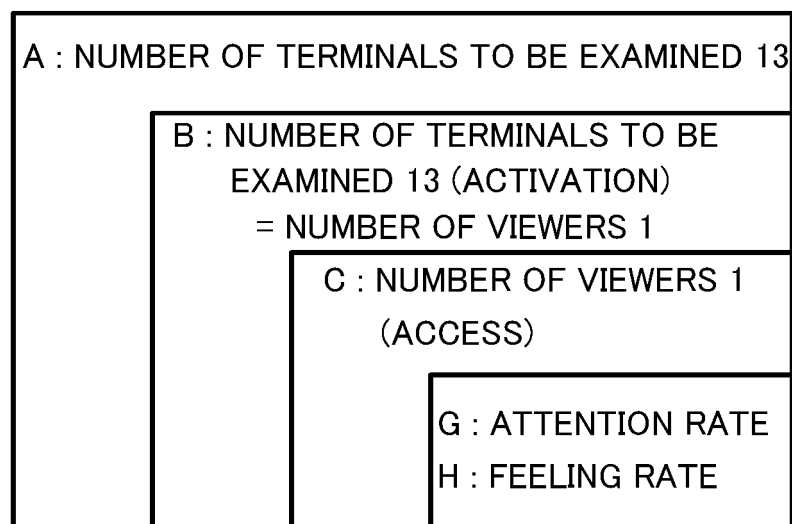 A : NUMBER OF TERMINALS TO BE EXAMINED 13
B : NUMBER OF TERMINALS TO BE
EXAMINED 13 (ACTIVATION)
= NUMBER OF VIEWERS 1
C : NUMBER OF VIEWERS 1
(ACCESS)
G : ATTENTION RATE
H : FEELING RATE